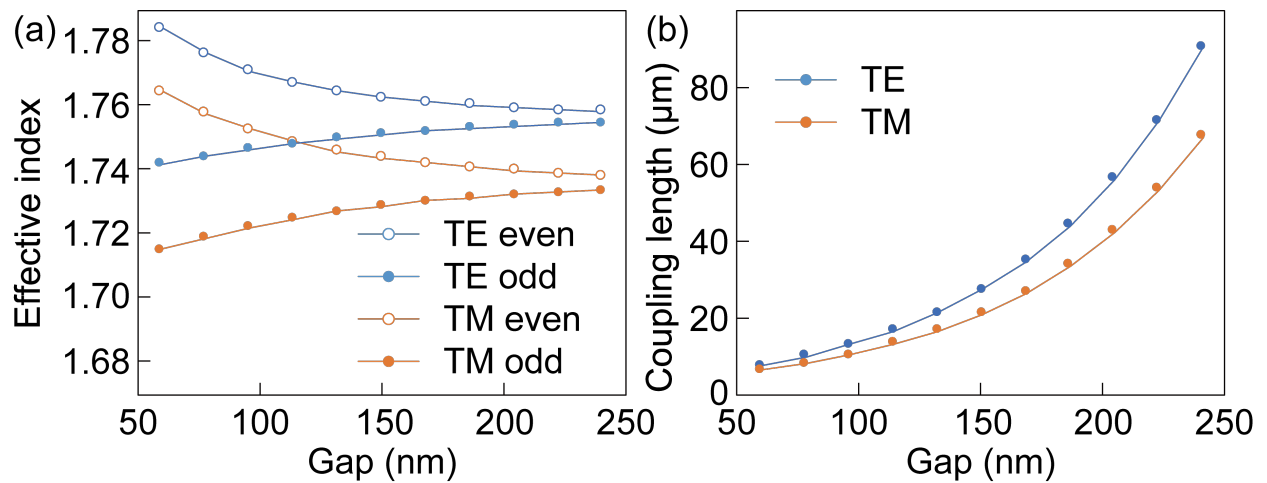 (a)
Effective index
1.78
1.76
1.74
1.72
1.70
1.68
TE even
TE odd
TM even
TM odd
50 100 150 200 250
Gap (nm)
(b)
Coupling length (μm)
80
60
40
20
0
TE
TM
50 100 150 200 250
Gap (nm)